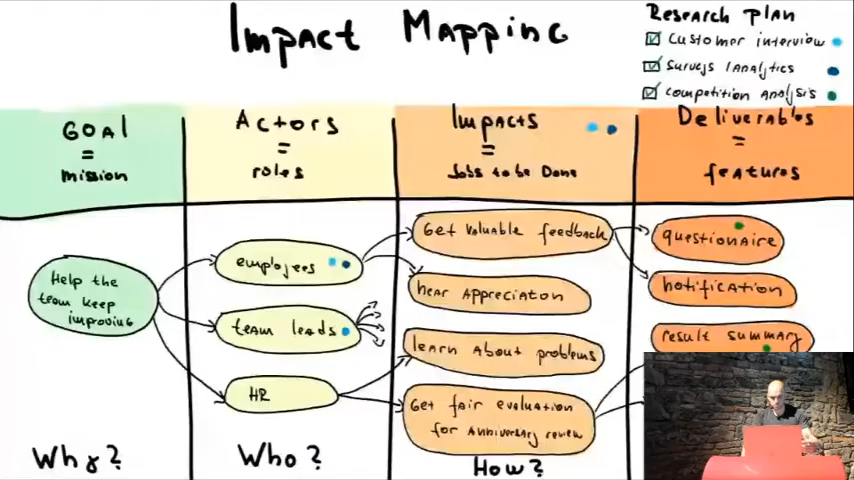 Impact Mapping
Research plan
Customer interview
Surveys / analytics
Competition analysis
GOAL
=
mission
Actors
=
roles
Impacts
=
Jobs to be Done
Deliverables
=
features
Help the
team keep
improving
employees
team leads
HR
Get valuable feedback
hear appreciaton
learn about problems
Get fair evaluation
for anniversary review
questionaire
notification
result summary
Why?
Who?
How?